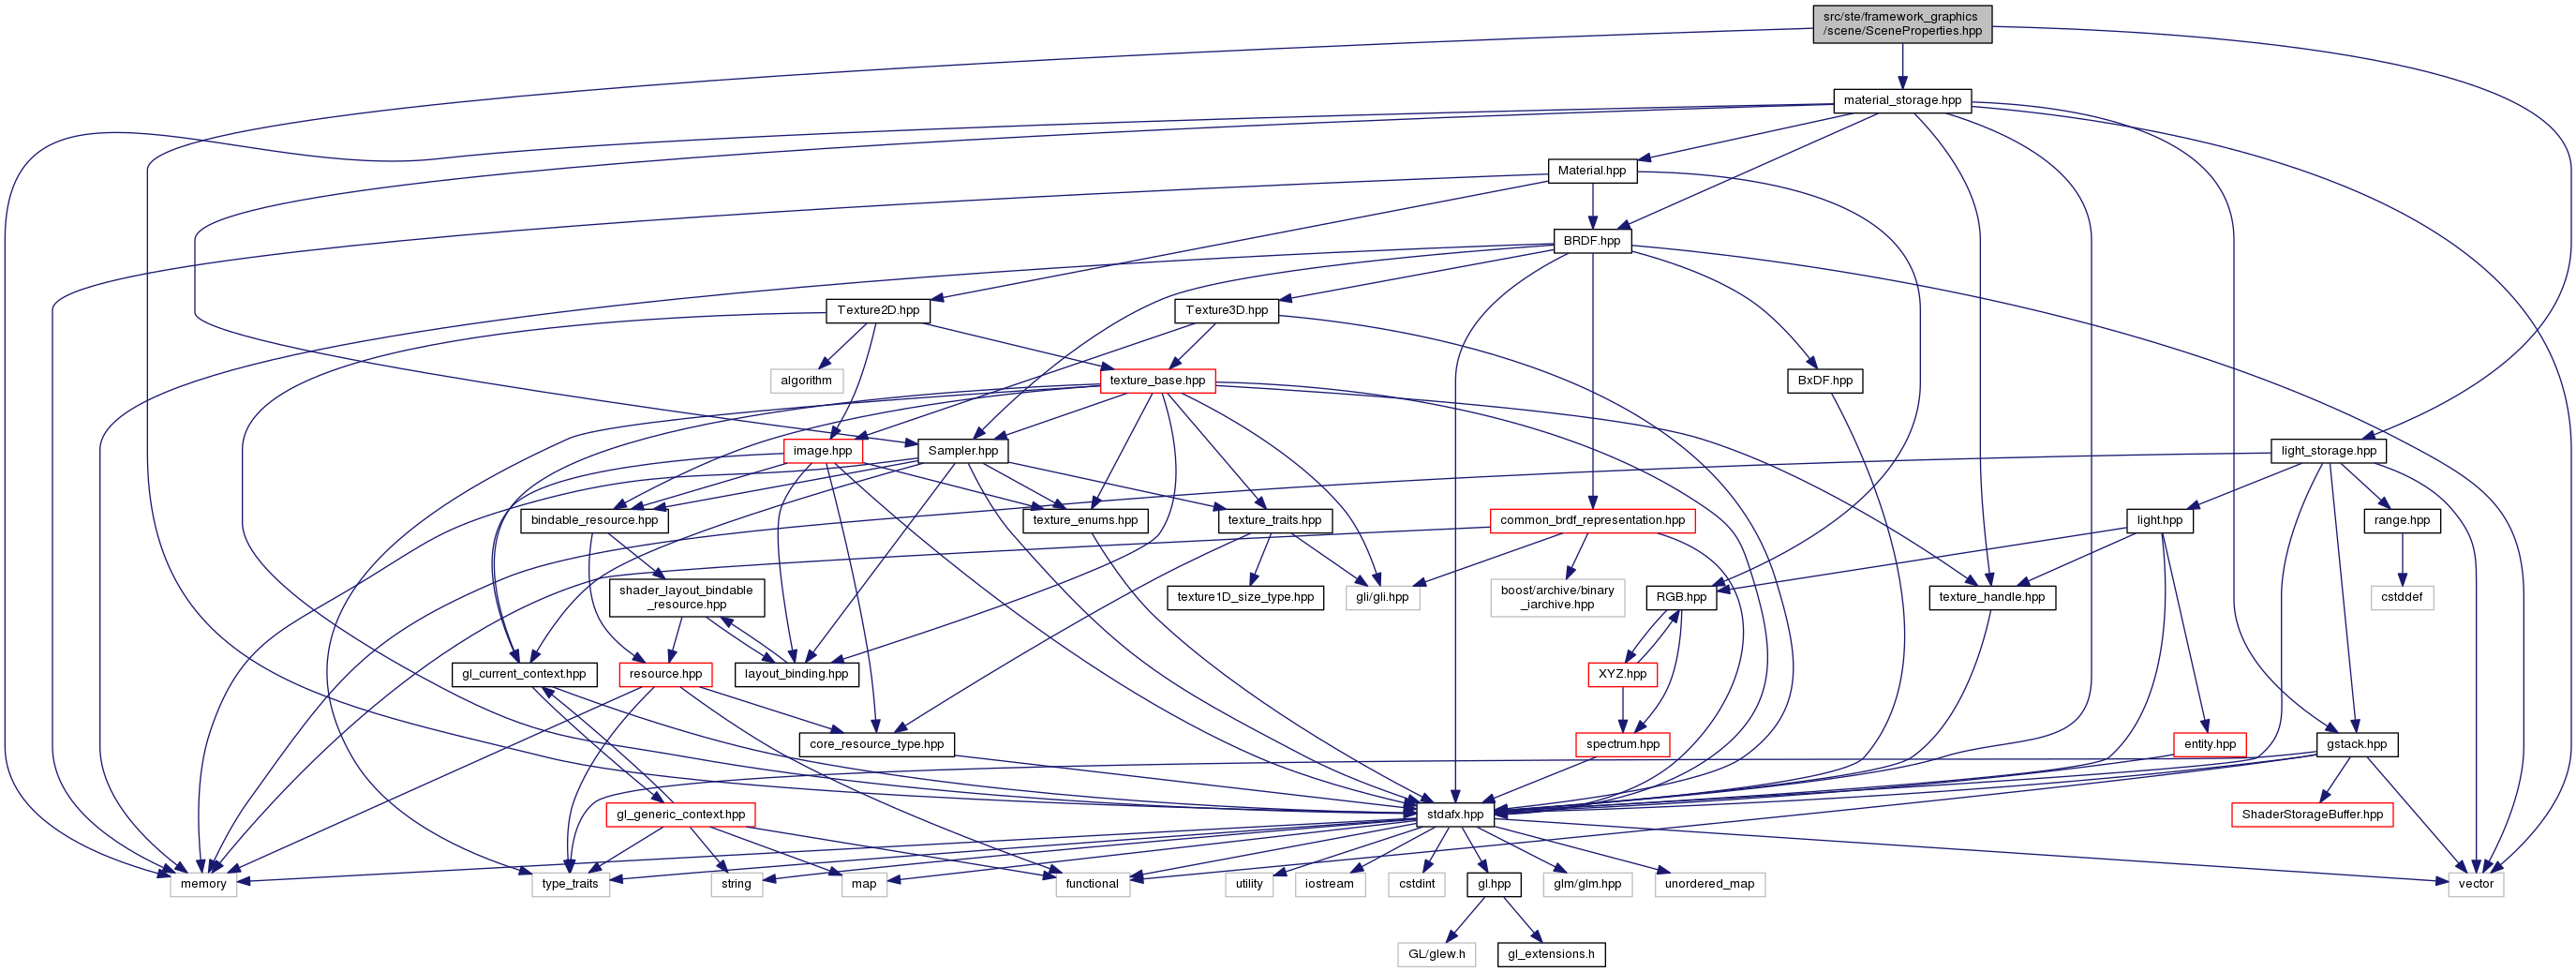 src/ste/framework_graphics
/scene/SceneProperties.hpp
material_storage.hpp
Material.hpp
BRDF.hpp
Texture2D.hpp
Texture3D.hpp
algorithm
texture_base.hpp
BxDF.hpp
image.hpp
Sampler.hpp
light_storage.hpp
bindable_resource.hpp
texture_enums.hpp
texture_traits.hpp
common_brdf_representation.hpp
light.hpp
range.hpp
shader_layout_bindable
_resource.hpp
texture1D_size_type.hpp
gli/gli.hpp
boost/archive/binary
_iarchive.hpp
RGB.hpp
texture_handle.hpp
cstddef
gl_current_context.hpp
resource.hpp
layout_binding.hpp
XYZ.hpp
core_resource_type.hpp
spectrum.hpp
entity.hpp
gstack.hpp
gl_generic_context.hpp
stdafx.hpp
ShaderStorageBuffer.hpp
memory
type_traits
string
map
functional
utility
iostream
cstdint
gl.hpp
glm/glm.hpp
unordered_map
vector
GL/glew.h
gl_extensions.h